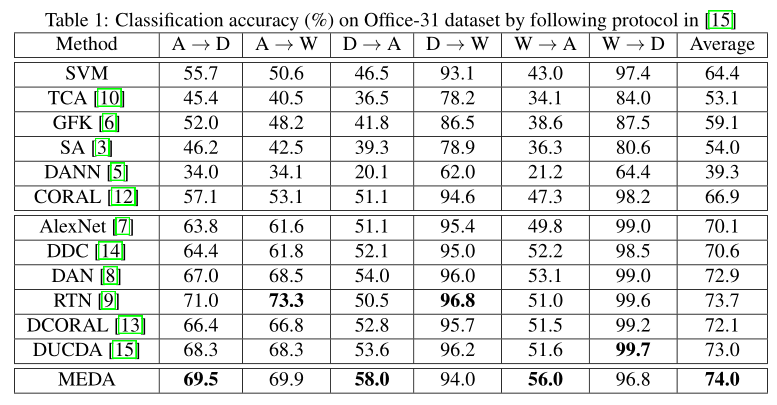 Table 1: Classification accuracy (%) on Office-31 dataset by following protocol in [15]
Method A → D A → W D → A D → W W → A W → D Average
SVM 55.7 50.6 46.5 93.1 43.0 97.4 64.4
TCA [10] 45.4 40.5 36.5 78.2 34.1 84.0 53.1
GFK [6] 52.0 48.2 41.8 86.5 38.6 87.5 59.1
SA [3] 46.2 42.5 39.3 78.9 36.3 80.6 54.0
DANN [5] 34.0 34.1 20.1 62.0 21.2 64.4 39.3
CORAL [12] 57.1 53.1 51.1 94.6 47.3 98.2 66.9
AlexNet [7] 63.8 61.6 51.1 95.4 49.8 99.0 70.1
DDC [14] 64.4 61.8 52.1 95.0 52.2 98.5 70.6
DAN [8] 67.0 68.5 54.0 96.0 53.1 99.0 72.9
RTN [9] 71.0 73.3 50.5 96.8 51.0 99.6 73.7
DCORAL [13] 66.4 66.8 52.8 95.7 51.5 99.2 72.1
DUCDA [15] 68.3 68.3 53.6 96.2 51.6 99.7 73.0
MEDA 69.5 69.9 58.0 94.0 56.0 96.8 74.0